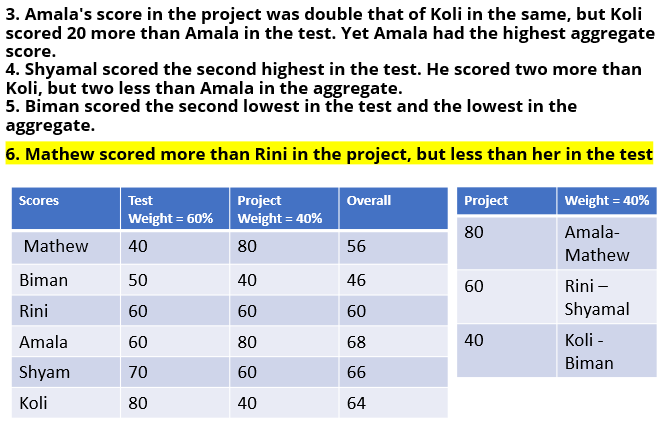 3. Amala's score in the project was double that of Koli in the same, but Koli
scored 20 more than Amala in the test. Yet Amala had the highest aggregate
score.
4. Shyamal scored the second highest in the test. He scored two more than
Koli, but two less than Amala in the aggregate.
5. Biman scored the second lowest in the test and the lowest in the
aggregate.
6. Mathew scored more than Rini in the project, but less than her in the test
Scores Test Weight = 60% Project Weight = 40% Overall
Mathew 40 80 56
Biman 50 40 46
Rini 60 60 60
Amala 60 80 68
Shyam 70 60 66
Koli 80 40 64
Project Weight = 40%
80 Amala-
Mathew
60 Rini –
Shyamal
40 Koli -
Biman